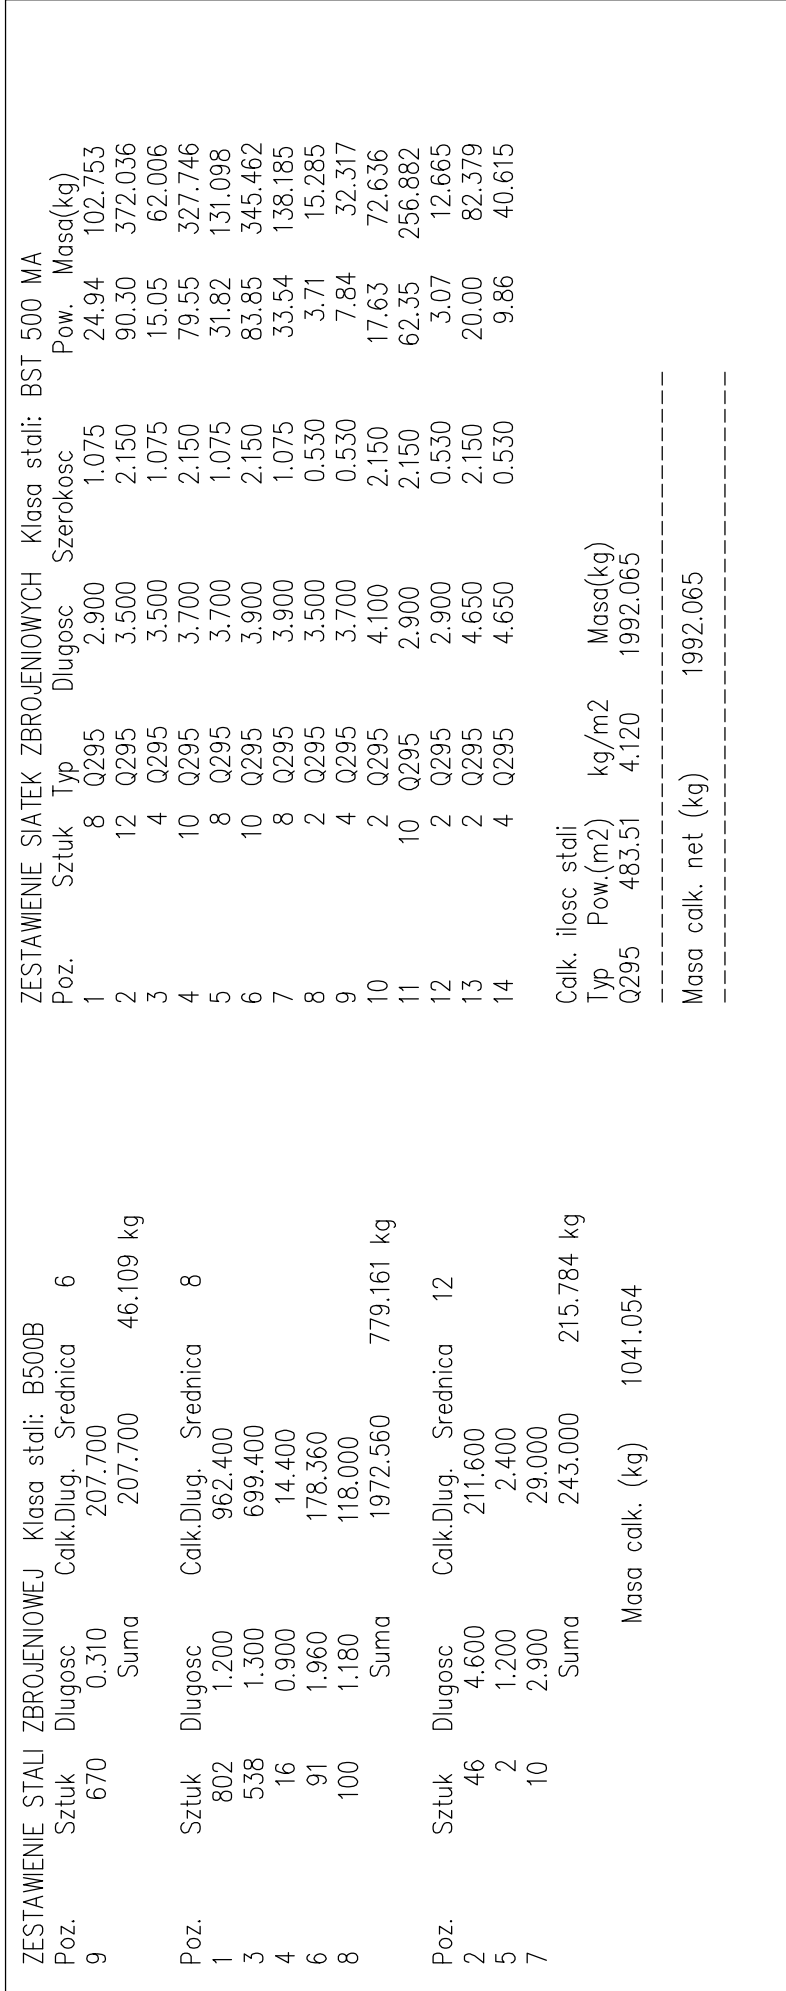 ZESTAWIENIE STALI ZBROJENIOWEJ Klasa stali: B500B
Poz. Sztuk Dlugosc Calk.Dlug. Srednica 6
9 670 0.310 207.700
Suma 207.700 46.109 kg
Poz. Sztuk Dlugosc Calk.Dlug. Srednica 8
1 802 1.200 962.400
3 538 1.300 699.400
4 16 0.900 14.400
6 91 1.960 178.360
8 100 1.180 118.000
Suma 1972.560 779.161 kg
Poz. Sztuk Dlugosc Calk.Dlug. Srednica 12
2 46 4.600 211.600
5 2 1.200 2.400
7 10 2.900 29.000
Suma 243.000 215.784 kg
Masa calk. (kg) 1041.054
ZESTAWIENIE SIATEK ZBROJENIOWYCH Klasa stali: BST 500 MA
Poz. Sztuk Typ Dlugosc Szerokosc Pow. Masa(kg)
1 8 Q295 2.900 1.075 24.94 102.753
2 12 Q295 3.500 2.150 90.30 372.036
3 4 Q295 3.500 1.075 15.05 62.006
4 10 Q295 3.700 2.150 79.55 327.746
5 8 Q295 3.700 1.075 31.82 131.098
6 10 Q295 3.900 2.150 83.85 345.462
7 8 Q295 3.900 1.075 33.54 138.185
8 2 Q295 3.500 0.530 3.71 15.285
9 4 Q295 3.700 0.530 7.84 32.317
10 2 Q295 4.100 2.150 17.63 72.636
11 10 Q295 2.900 2.150 62.35 256.882
12 2 Q295 2.900 0.530 3.07 12.665
13 2 Q295 4.650 2.150 20.00 82.379
14 4 Q295 4.650 0.530 9.86 40.615
Calk. ilosc stali
Typ Pow.(m2) kg/m2 Masa(kg)
Q295 483.51 4.120 1992.065
Masa calk. net (kg) 1992.065